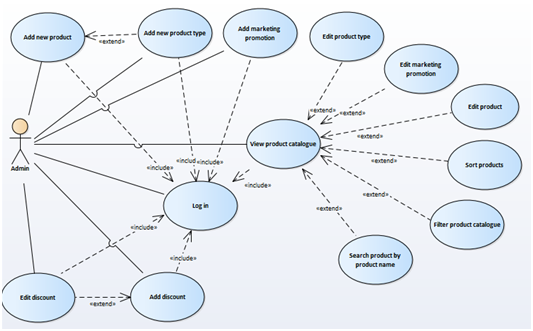 Add new product
«extend»
Add new product type
Add marketing
promotion
Edit product type
Edit marketing
promotion
Edit product
Sort products
Filter product catalogue
Search product by
product name
View product catalogue
«extend»
«extend»
«extend»
«extend»
«extend»
«extend»
Admin
«include»
«include»
«include»
«include»
Log in
«include»
«include»
Edit discount
«extend»
Add discount